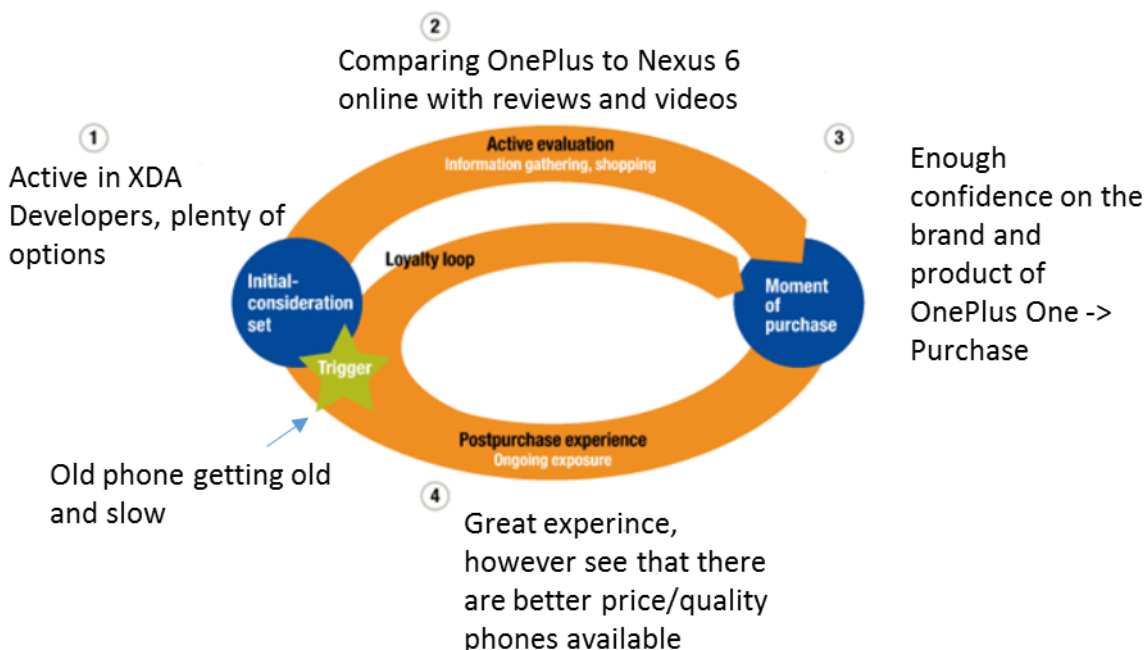 2
Comparing OnePlus to Nexus 6
online with reviews and videos
1
Active in XDA
Developers, plenty of
options
Active evaluation
Information gathering, shopping
3
Enough
confidence on the
brand and
product of
OnePlus One ->
Purchase
Loyalty loop
Initial-
consideration
set
Moment
of
purchase
Trigger
Postpurchase experience
Ongoing exposure
Old phone getting old
and slow
4
Great experince,
however see that there
are better price/quality
phones available